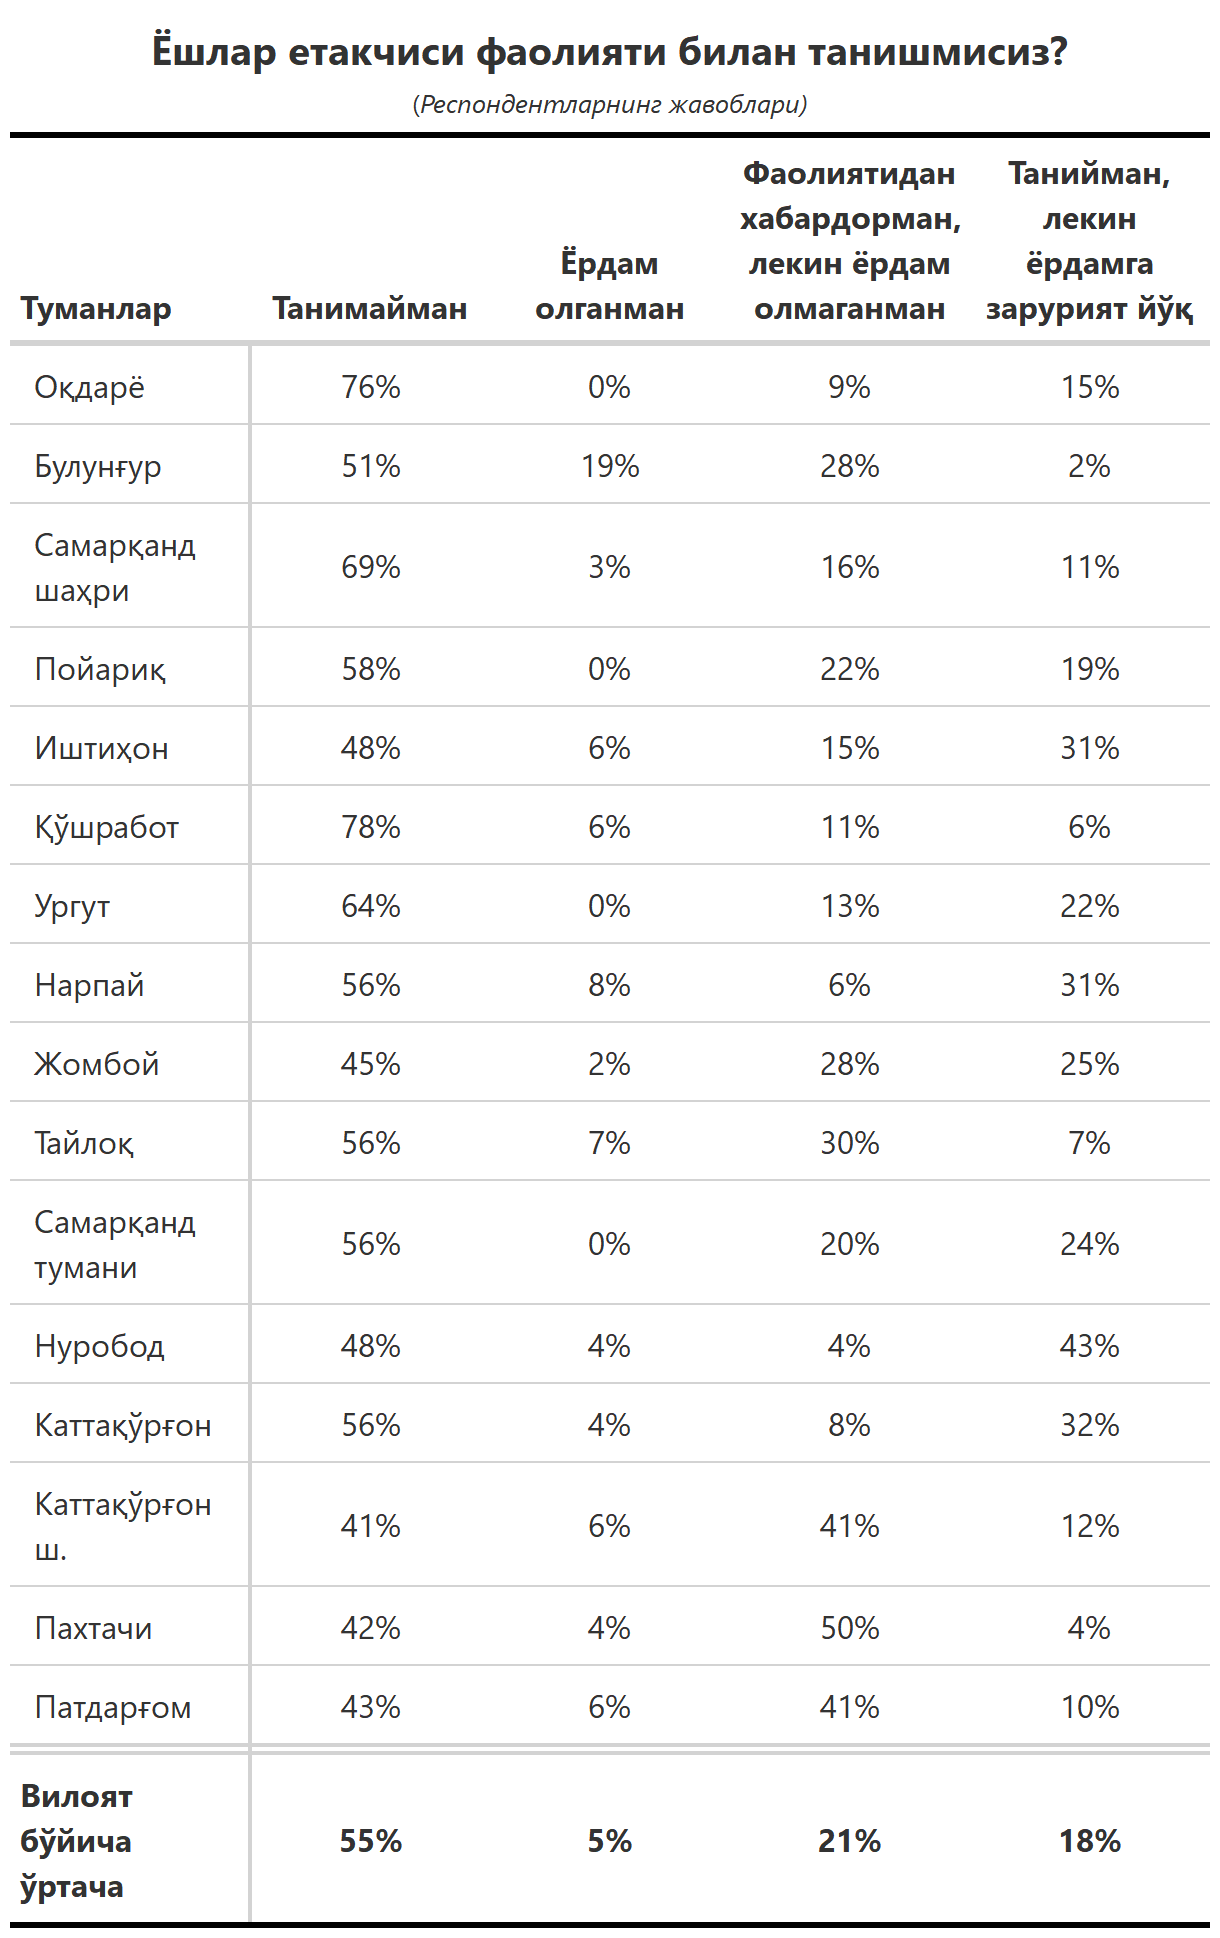 Ёшлар етакчиси фаолияти билан танишмисиз?
(Респондентларнинг жавоблари)
Туманлар Танимайман Ёрдам олганман Фаолиятидан хабардорман, лекин ёрдам олмаганман Танийман, лекин ёрдамга зарурият йўқ
Оқдарё 76% 0% 9% 15%
Булунғур 51% 19% 28% 2%
Самарқанд шаҳри 69% 3% 16% 11%
Пойариқ 58% 0% 22% 19%
Иштиҳон 48% 6% 15% 31%
Қўшработ 78% 6% 11% 6%
Ургут 64% 0% 13% 22%
Нарпай 56% 8% 6% 31%
Жомбой 45% 2% 28% 25%
Тайлоқ 56% 7% 30% 7%
Самарқанд тумани 56% 0% 20% 24%
Нуробод 48% 4% 4% 43%
Каттақўрғон 56% 4% 8% 32%
Каттақўрғон ш. 41% 6% 41% 12%
Пахтачи 42% 4% 50% 4%
Патдарғом 43% 6% 41% 10%
Вилоят бўйича ўртача 55% 5% 21% 18%